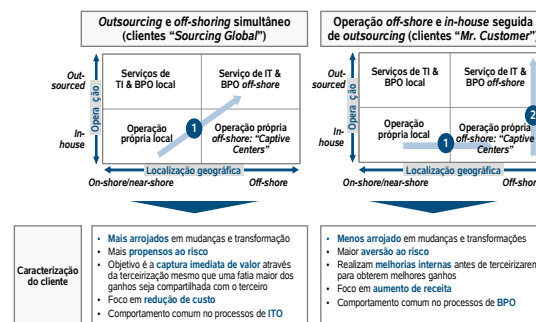 Outsourcing e off-shoring simultâneo
(clientes “Sourcing Global”)
Out-
sourced
In-
house
Opera ção
Serviços de
TI & BPO local
Serviço de IT &
BPO off-shore
Operação
própria local
1
Operação própria
off-shore: “Captive
Centers”
Localização geográfica
On-shore/near-shore
Off-shore
Operação off-shore e in-house seguida
de outsourcing (clientes “Mr. Customer”)
Out-
sourced
In-
house
Opera ção
Serviços de TI &
BPO local
Serviço de IT &
BPO off-shore
Operação
própria local
1
Operação própria
off-shore: “Captive
Centers”
2
Localização geográfica
On-shore/near-shore
Off-shore
Caracterização
do cliente
• Mais arrojados em mudanças e transformação
• Mais propensos ao risco
• Objetivo é a captura imediata de valor através
da terceirização mesmo que uma fatia maior dos
ganhos seja compartilhada com o terceiro
• Foco em redução de custo
• Comportamento comum no processos de ITO
• Menos arrojado em mudanças e transformações
• Maior aversão ao risco
• Realizam melhorias internas antes de terceirizarem
para obterem melhores ganhos
• Foco em aumento de receita
• Comportamento comum no processos de BPO